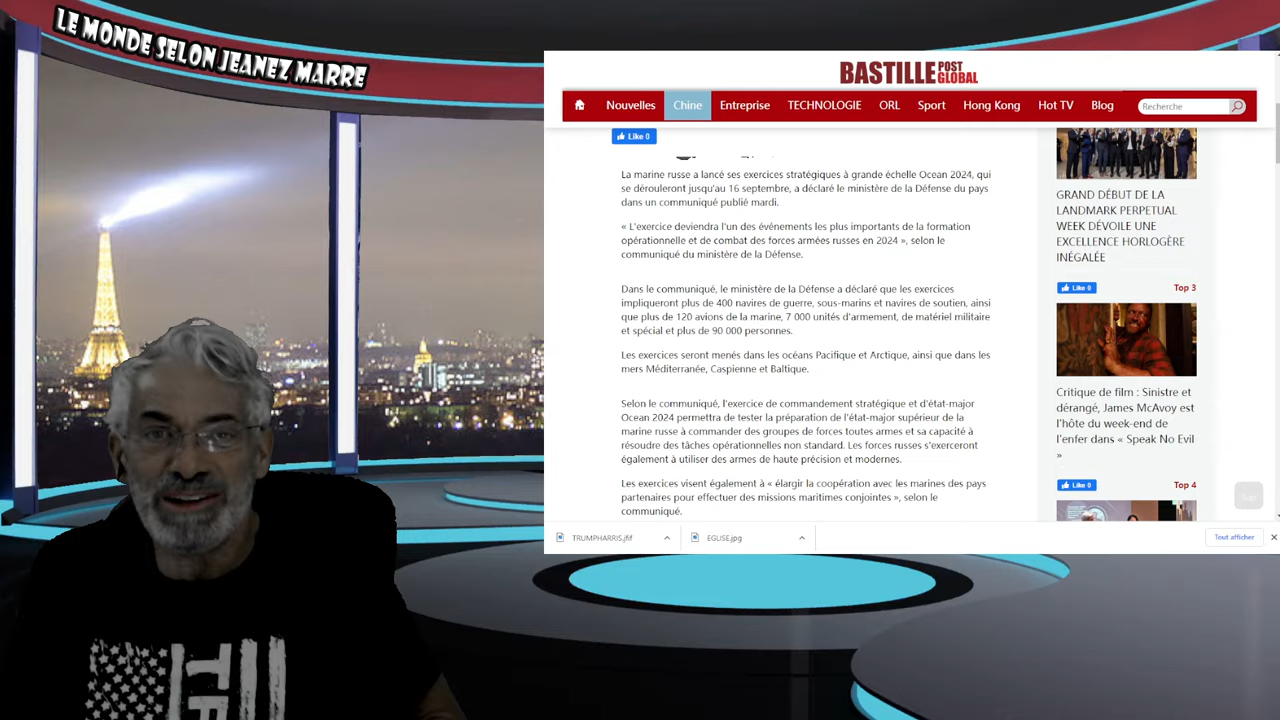 LE MONDE SELON JEANEZ MARRE
BASTILLE POST GLOBAL
Nouvelles Chine Entreprise TECHNOLOGIE ORL Sport Hong Kong Hot TV Blog Recherche
Like 0
La marine russe a lancé ses exercices stratégiques à grande échelle Ocean 2024, qui
se dérouleront jusqu'au 16 septembre, a déclaré le ministère de la Défense du pays
dans un communiqué publié mardi.
« L'exercice deviendra l'un des événements les plus importants de la formation
opérationnelle et de combat des forces armées russes en 2024 », selon le
communiqué du ministère de la Défense.
Dans le communiqué, le ministère de la Défense a déclaré que les exercices
impliqueront plus de 400 navires de guerre, sous-marins et navires de soutien, ainsi
que plus de 120 avions de la marine, 7 000 unités d'armement, de matériel militaire
et spécial et plus de 90 000 personnes.
Les exercices seront menés dans les océans Pacifique et Arctique, ainsi que dans les
mers Méditerranée, Caspienne et Baltique.
Selon le communiqué, l'exercice de commandement stratégique et d'état-major
Ocean 2024 permettra de tester la préparation de l'état-major supérieur de la
marine russe à commander des groupes de forces toutes armes et sa capacité à
résoudre des tâches opérationnelles non standard. Les forces russes s'exerceront
également à utiliser des armes de haute précision et modernes.
Les exercices visent également à « élargir la coopération avec les marines des pays
partenaires pour effectuer des missions maritimes conjointes », selon le
communiqué.
GRAND DÉBUT DE LA
LANDMARK PERPETUAL
WEEK DÉVOILE UNE
EXCELLENCE HORLOGÈRE
INÉGALÉE
Like 0 Top 3
Critique de film : Sinistre et
dérangé, James McAvoy est
l'hôte du week-end de
l'enfer dans « Speak No Evil
»
Like 0 Top 4
TRUMPHARRIS.jfif EGLISE.jpg Tout afficher